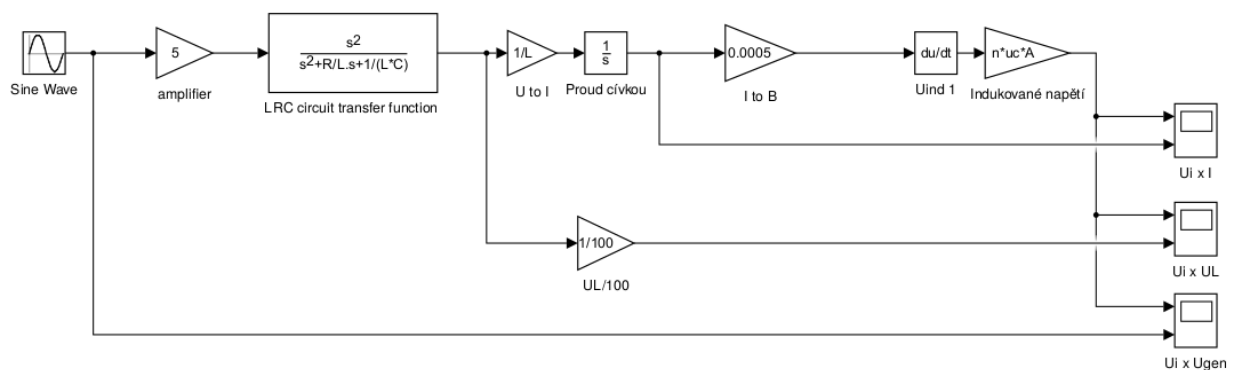 Sine Wave
5
amplifier
s2
s2+R/L.s+1/(L*C)
LRC circuit transfer function
1/L
U to I
1
s
Proud cívkou
0.0005
I to B
du/dt
Uind 1
n*uc*A
Indukované napětí
Ui x I
1/100
UL/100
Ui x UL
Ui x Ugen